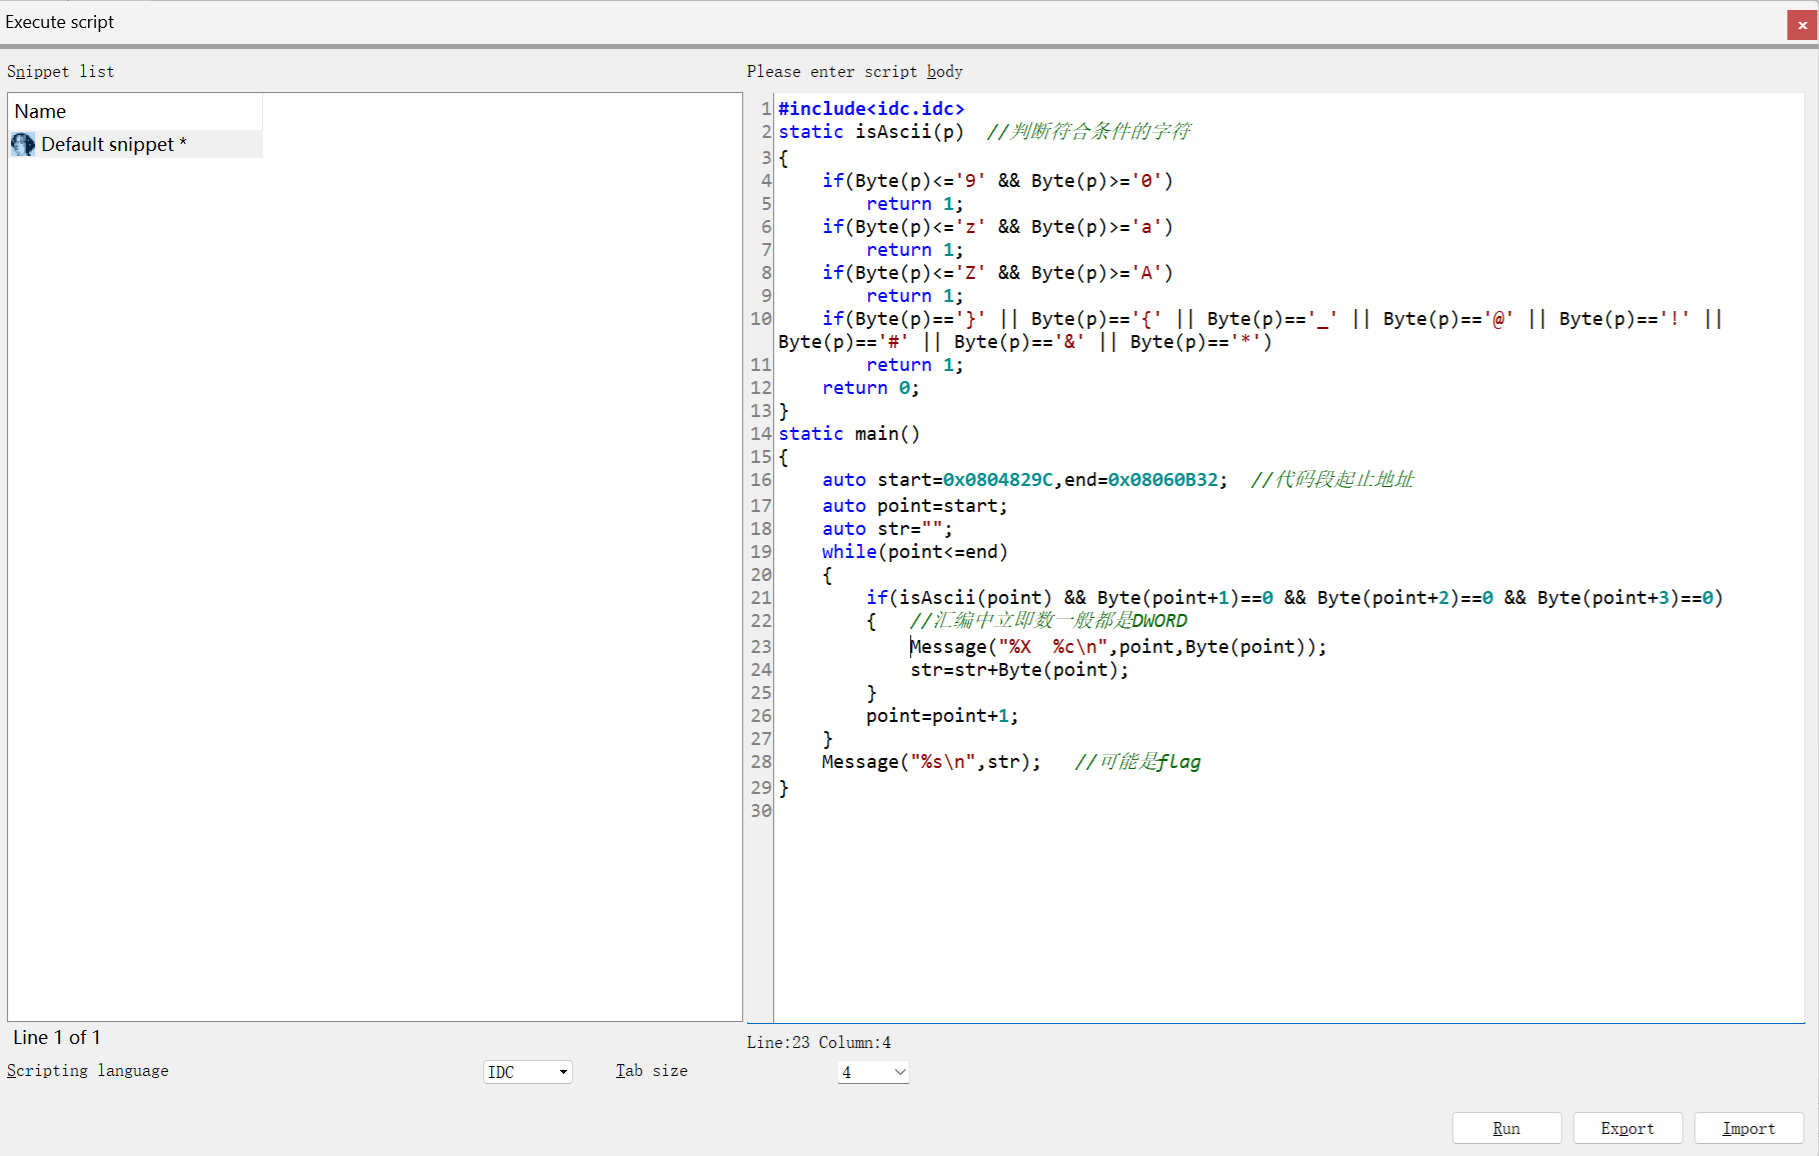 Execute script
Snippet list
Name
Default snippet *
Line 1 of 1
Please enter script body
1 #include<idc.idc>
2 static isAscii(p)  //判断符合条件的字符
3 {
4     if(Byte(p)<='9' && Byte(p)>='0')
5         return 1;
6     if(Byte(p)<='z' && Byte(p)>='a')
7         return 1;
8     if(Byte(p)<='Z' && Byte(p)>='A')
9         return 1;
10     if(Byte(p)=='}' || Byte(p)=='{' || Byte(p)=='_' || Byte(p)=='@' || Byte(p)=='!' ||
Byte(p)=='#' || Byte(p)=='&' || Byte(p)=='*')
11         return 1;
12     return 0;
13 }
14 static main()
15 {
16     auto start=0x0804829C,end=0x08060B32;  //代码段起止地址
17     auto point=start;
18     auto str="";
19     while(point<=end)
20     {
21         if(isAscii(point) && Byte(point+1)==0 && Byte(point+2)==0 && Byte(point+3)==0)
22         {   //汇编中立即数一般都是DWORD
23             Message("%X  %c\n",point,Byte(point));
24             str=str+Byte(point);
25         }
26         point=point+1;
27     }
28     Message("%s\n",str);   //可能是flag
29 }
30
Line:23 Column:4
Scripting language
IDC
Tab size
4
Run
Export
Import